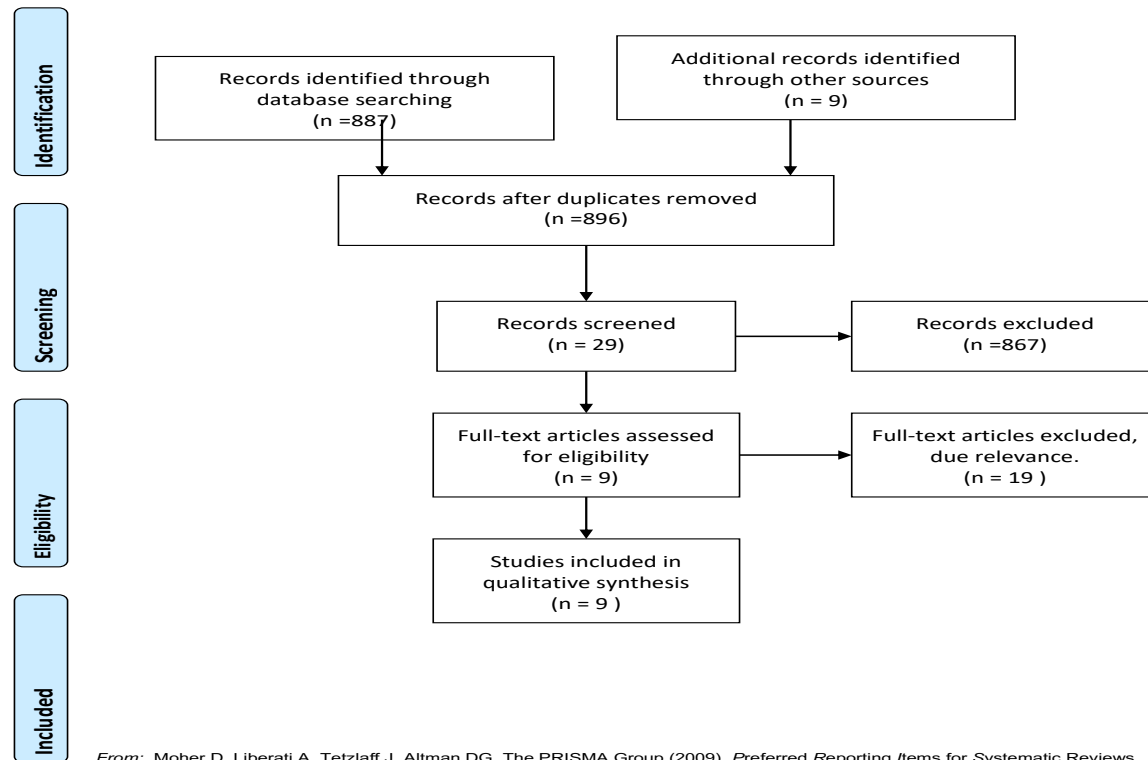 Identification
Records identified through
database searching
(n =887)
Additional records identified
through other sources
(n = 9)
Records after duplicates removed
(n =896)
Screening
Records screened
(n = 29)
Records excluded
(n =867)
Eligibility
Full-text articles assessed
for eligibility
(n = 9)
Full-text articles excluded,
due relevance.
(n = 19 )
Included
Studies included in
qualitative synthesis
(n = 9 )
From: Moher D, Liberati A, Tetzlaff J, Altman DG, The PRISMA Group (2009). Preferred Reporting Items for Systematic Reviews